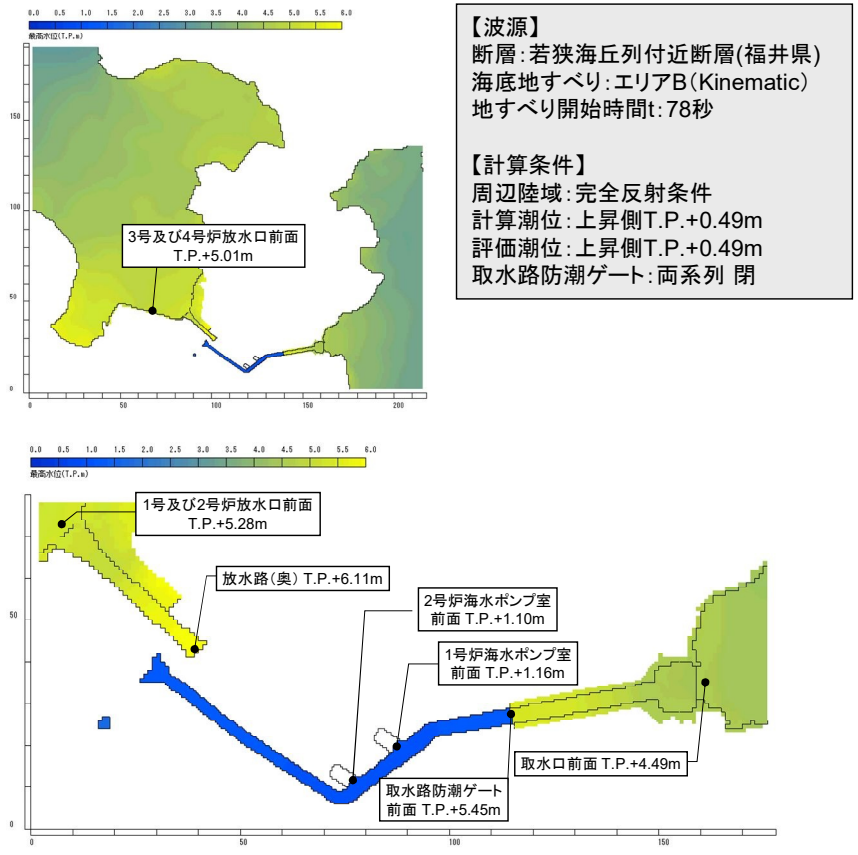 0.0 0.5 1.0 1.5 2.0 2.5 3.0 3.5 4.0 4.5 5.0 5.5 6.0
最高水位(T.P.m)
150
100
50
0
0 50 100 150 200
3号及び4号炉放水口前面
T.P.+5.01m
【波源】
断層:若狭海丘列付近断層(福井県)
海底地すべり:エリアB(Kinematic)
地すべり開始時間t:78秒
【計算条件】
周辺陸域:完全反射条件
計算潮位:上昇側T.P.+0.49m
評価潮位:上昇側T.P.+0.49m
取水路防潮ゲート:両系列 閉
0.0 0.5 1.0 1.5 2.0 2.5 3.0 3.5 4.0 4.5 5.0 5.5 6.0
最高水位(T.P.m)
1号及び2号炉放水口前面
T.P.+5.28m
放水路(奥) T.P.+6.11m
2号炉海水ポンプ室
前面 T.P.+1.10m
1号炉海水ポンプ室
前面 T.P.+1.16m
取水口前面 T.P.+4.49m
取水路防潮ゲート
前面 T.P.+5.45m
50
0
0 50 100 150